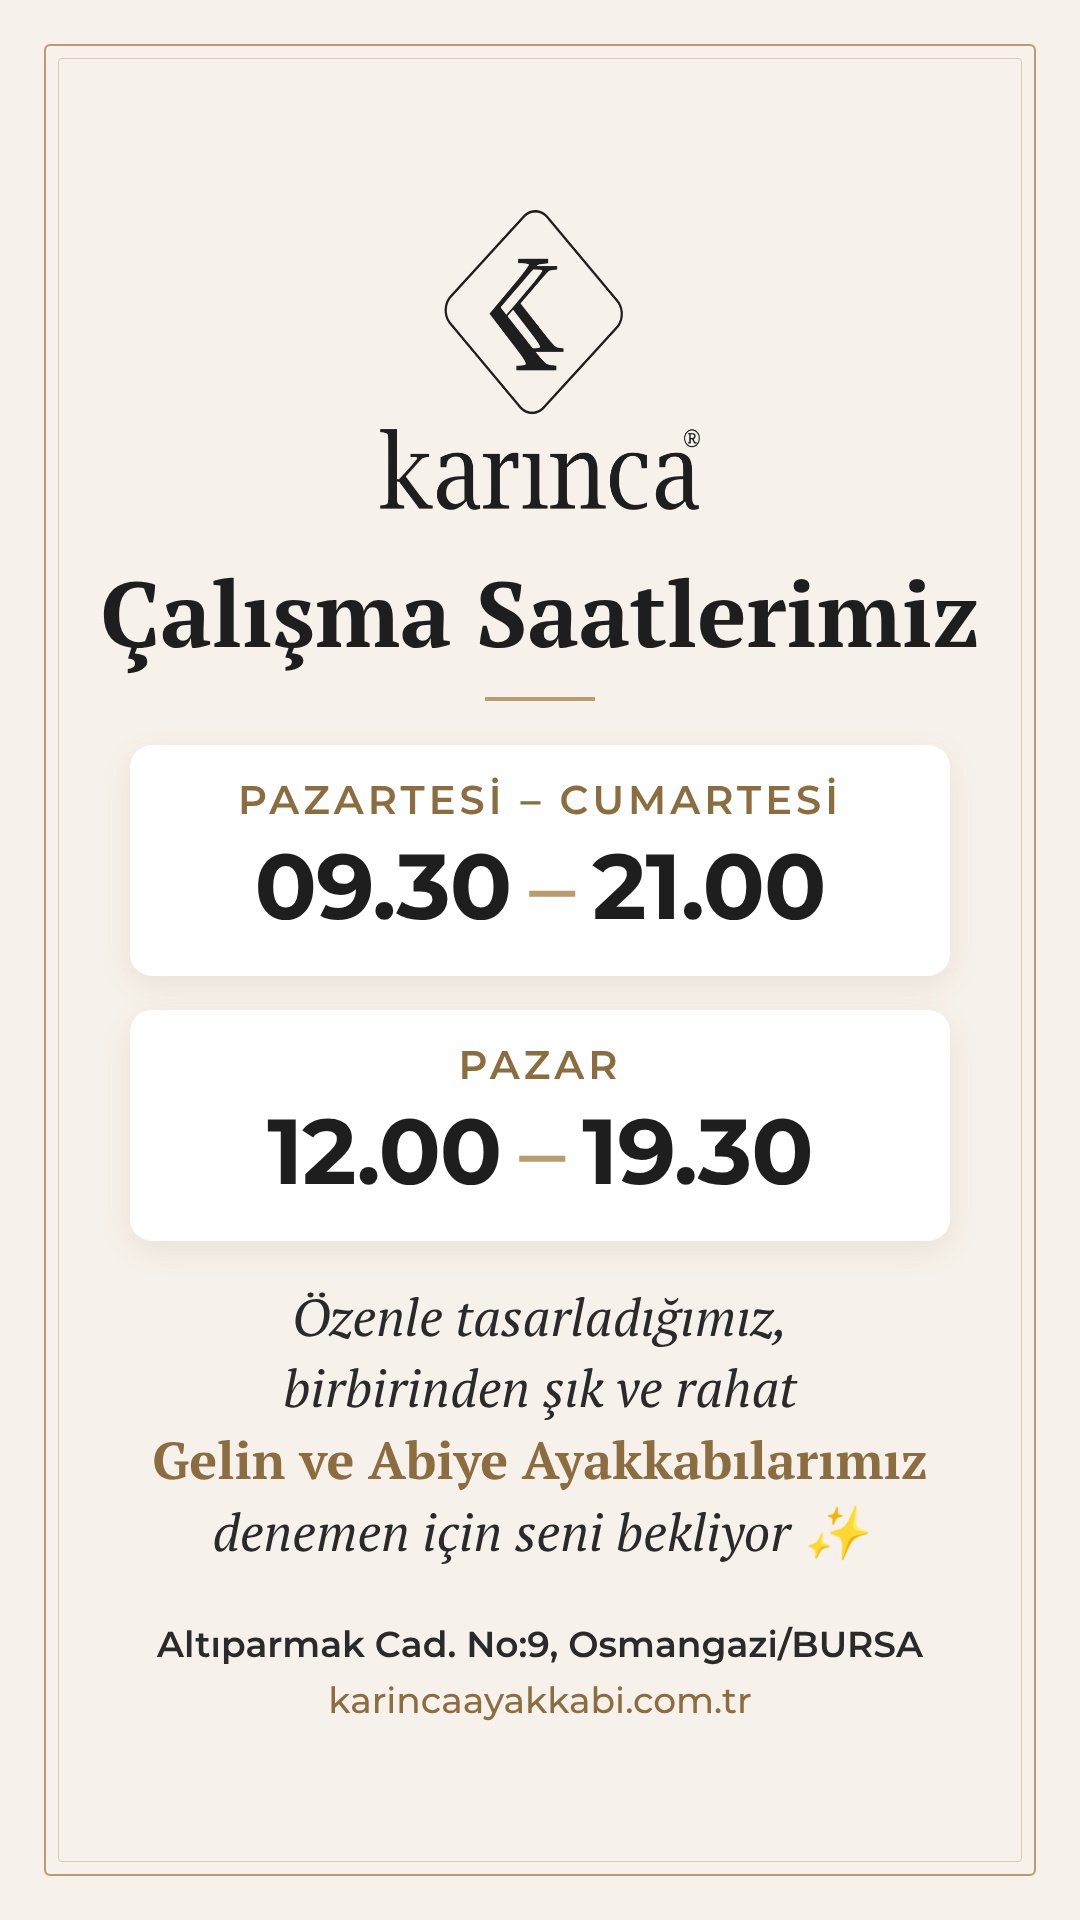 karınca®
Çalışma Saatlerimiz
PAZARTESİ – CUMARTESİ
09.30 – 21.00
PAZAR
12.00 – 19.30
Özenle tasarladığımız,
birbirinden şık ve rahat
Gelin ve Abiye Ayakkabılarımız
denemen için seni bekliyor ✨
Altıparmak Cad. No:9, Osmangazi/BURSA
karincaayakkabi.com.tr